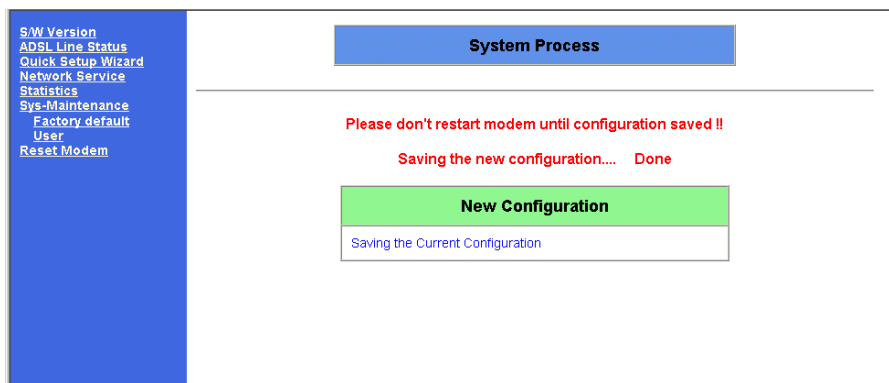 S/W Version
ADSL Line Status
Quick Setup Wizard
Network Service
Statistics
Sys-Maintenance
Factory default
User
Reset Modem
System Process
Please don't restart modem until configuration saved !!
Saving the new configuration.... Done
New Configuration
Saving the Current Configuration